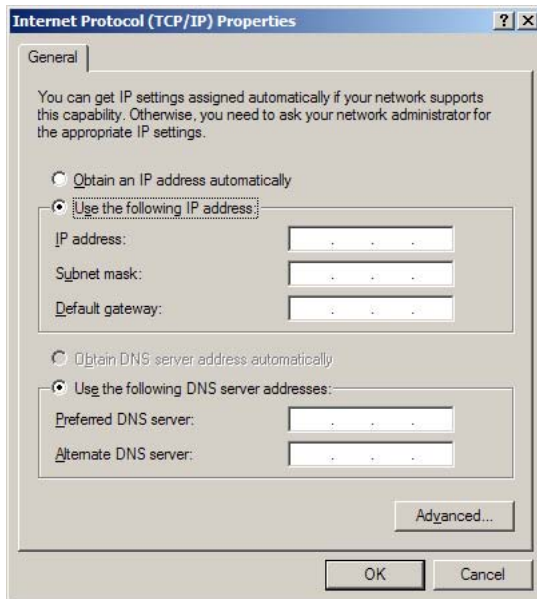 Internet Protocol (TCP/IP) Properties
General
You can get IP settings assigned automatically if your network supports
this capability. Otherwise, you need to ask your network administrator for
the appropriate IP settings.
Obtain an IP address automatically
Use the following IP address:
IP address:
Subnet mask:
Default gateway:
Obtain DNS server address automatically
Use the following DNS server addresses:
Preferred DNS server:
Alternate DNS server:
Advanced...
OK Cancel